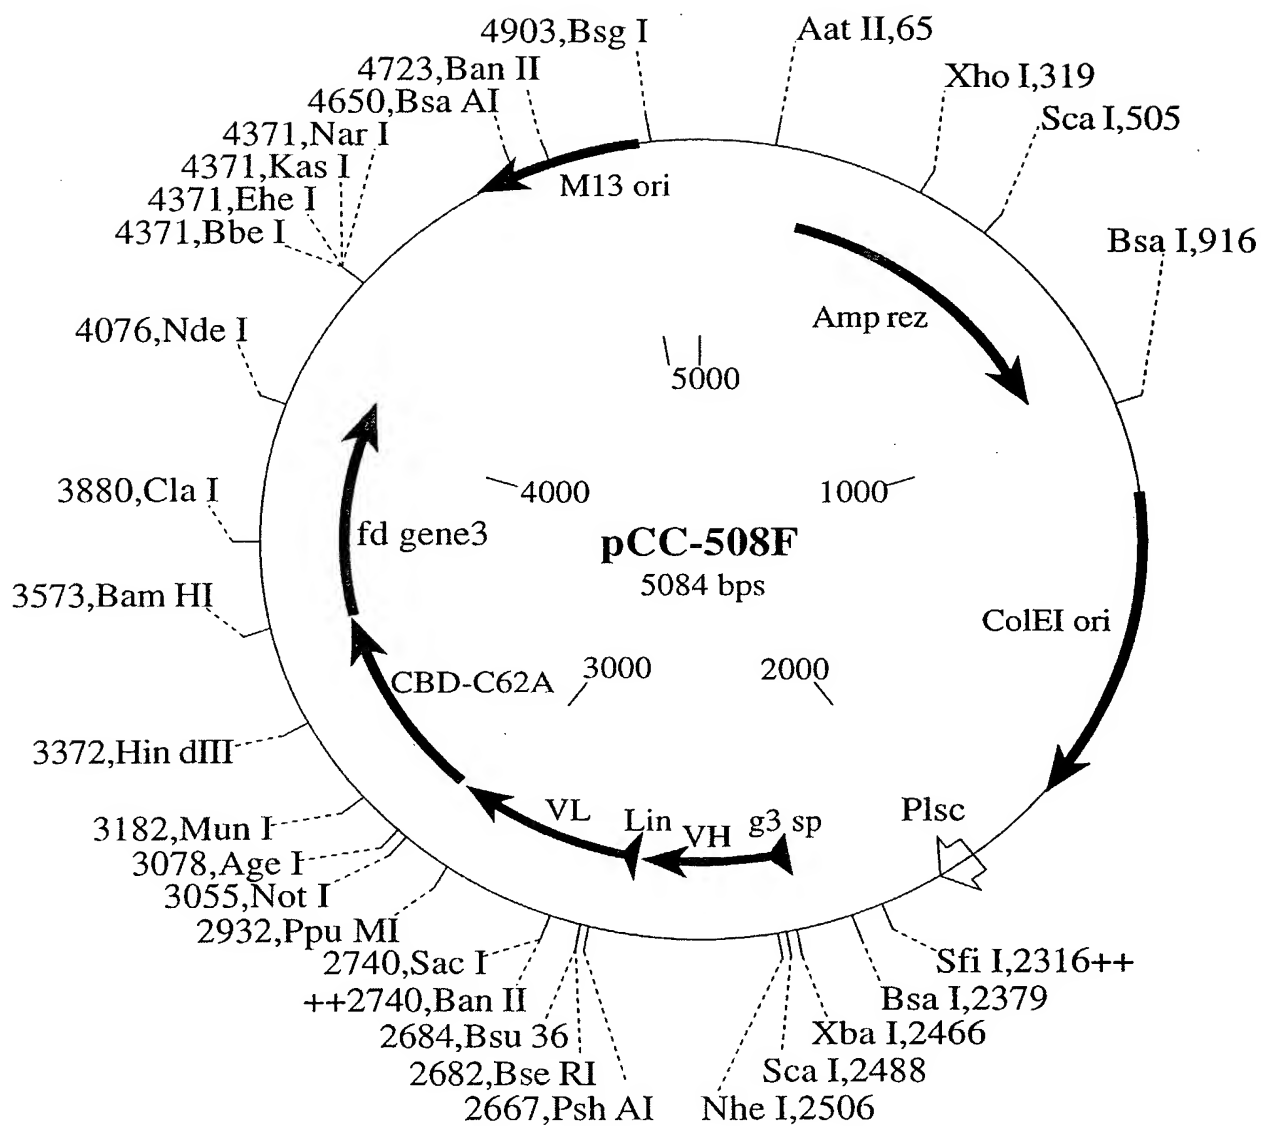 4903,Bsg I
Aat II,65
4723,Ban II
Xho I,319
4650,Bsa AI
Sca I,505
4371,Nar I
4371,Kas I
M13 ori
4371,Ehe I
4371,Bbe I
Bsa I,916
Amp rez
4076,Nde I
5000
3880,Cla I
4000
1000
fd gene3
pCC-508F
5084 bps
3573,Bam HI
ColEI ori
3000
2000
CBD-C62A
3372,Hin dIII
VL
Lin
VH
g3 sp
Plsc
3182,Mun I
3078,Age I
3055,Not I
2932,Ppu MI
2740,Sac I
Sfi I,2316++
++2740,Ban II
Bsa I,2379
2684,Bsu 36
Xba I,2466
2682,Bse RI
Sca I,2488
2667,Psh AI
Nhe I,2506